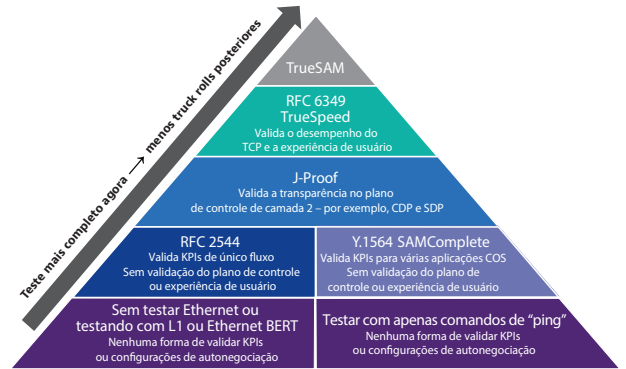 Teste mais completo agora → menos truck rolls posteriores
TrueSAM
RFC 6349
TrueSpeed
Valida o desempenho do
TCP e a experiência de usuário
J-Proof
Valida a transparência no plano
de controle de camada 2 – por exemplo, CDP e SDP
RFC 2544
Valida KPIs de único fluxo
Sem validação do plano de controle
ou experiência de usuário
Y.1564 SAMComplete
Valida KPIs para várias aplicações COS
Sem validação do plano de
controle ou experiência de usuário
Sem testar Ethernet ou
testando com L1 ou Ethernet BERT
Nenhuma forma de validar KPIs
ou configurações de autonegociação
Testar com apenas comandos de “ping”
Nenhuma forma de validar KPIs
ou configurações de autonegociação